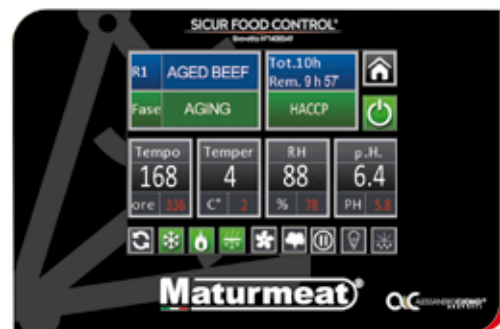 SICUR FOOD CONTROL®
R1 AGED BEEF
Tot.10h
Rem. 9 h 57'
Fase AGING
HACCP
Tempo Temper RH p.H.
168 4 88 6.4
ore 336 C° 2 % 78 PH 5.8
Maturmeat®
ALESSANDROCUOMO®